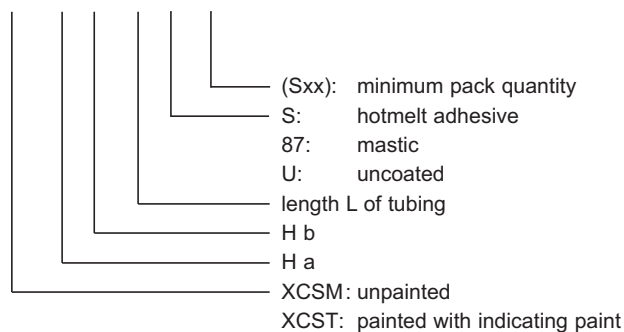 (Sxx): minimum pack quantity
S: hotmelt adhesive
87: mastic
U: uncoated
length L of tubing
H b
H a
XCSM: unpainted
XCST: painted with indicating paint